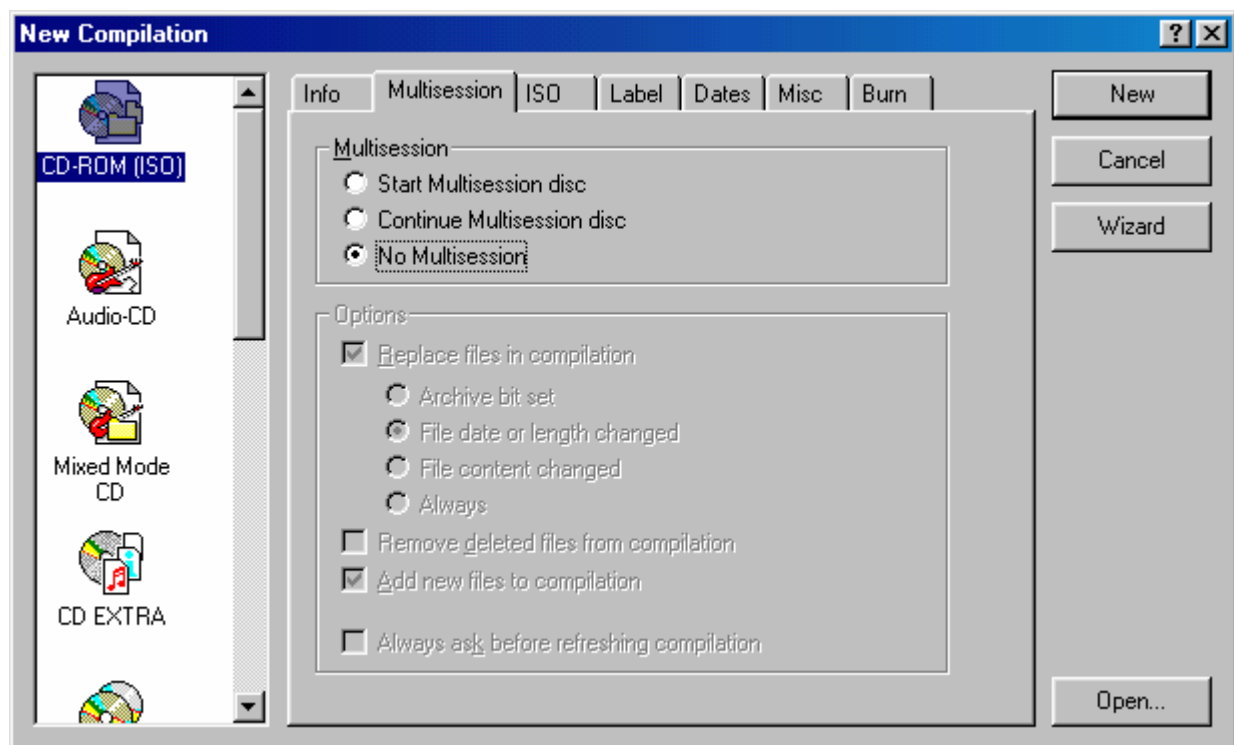 New Compilation
CD-ROM (ISO)
Audio-CD
Mixed Mode
CD
CD EXTRA
Info Multisession ISO Label Dates Misc Burn
Multisession
Start Multisession disc
Continue Multisession disc
No Multisession
Options
Replace files in compilation
Archive bit set
File date or length changed
File content changed
Always
Remove deleted files from compilation
Add new files to compilation
Always ask before refreshing compilation
New
Cancel
Wizard
Open...